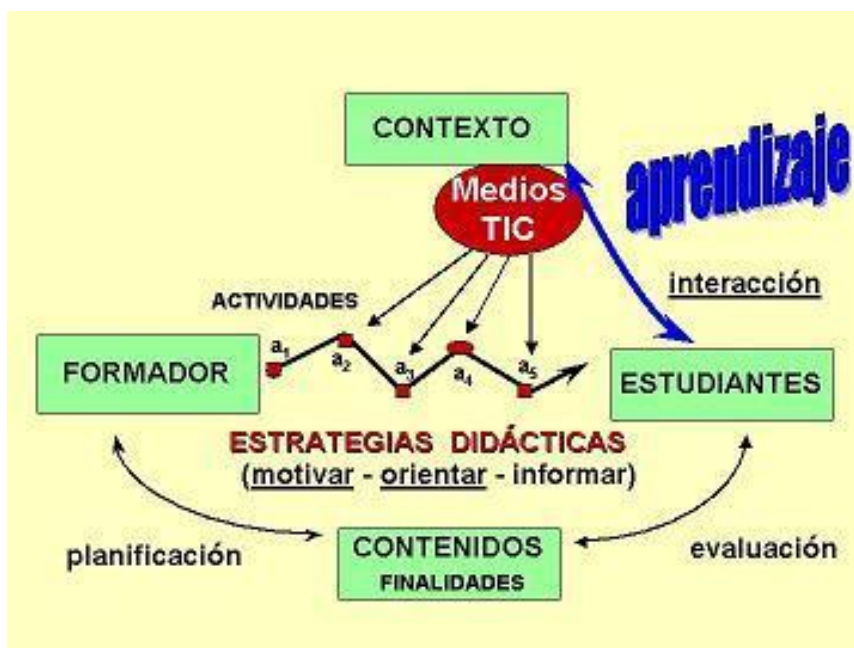 CONTEXTO
aprendizaje
Medios
TIC
interacción
ACTIVIDADES
a1
a2
a3
a4
a5
FORMADOR
ESTUDIANTES
ESTRATEGIAS DIDÁCTICAS
(motivar - orientar - informar)
planificación
CONTENIDOS
FINALIDADES
evaluación